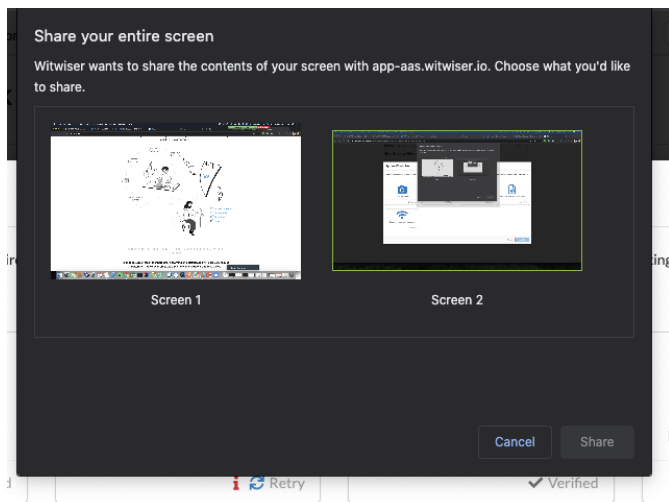 Share your entire screen
Witwiser wants to share the contents of your screen with app-aas.witwiser.io. Choose what you'd like
to share.
Screen 1
Screen 2
Cancel
Share
Retry
Verified